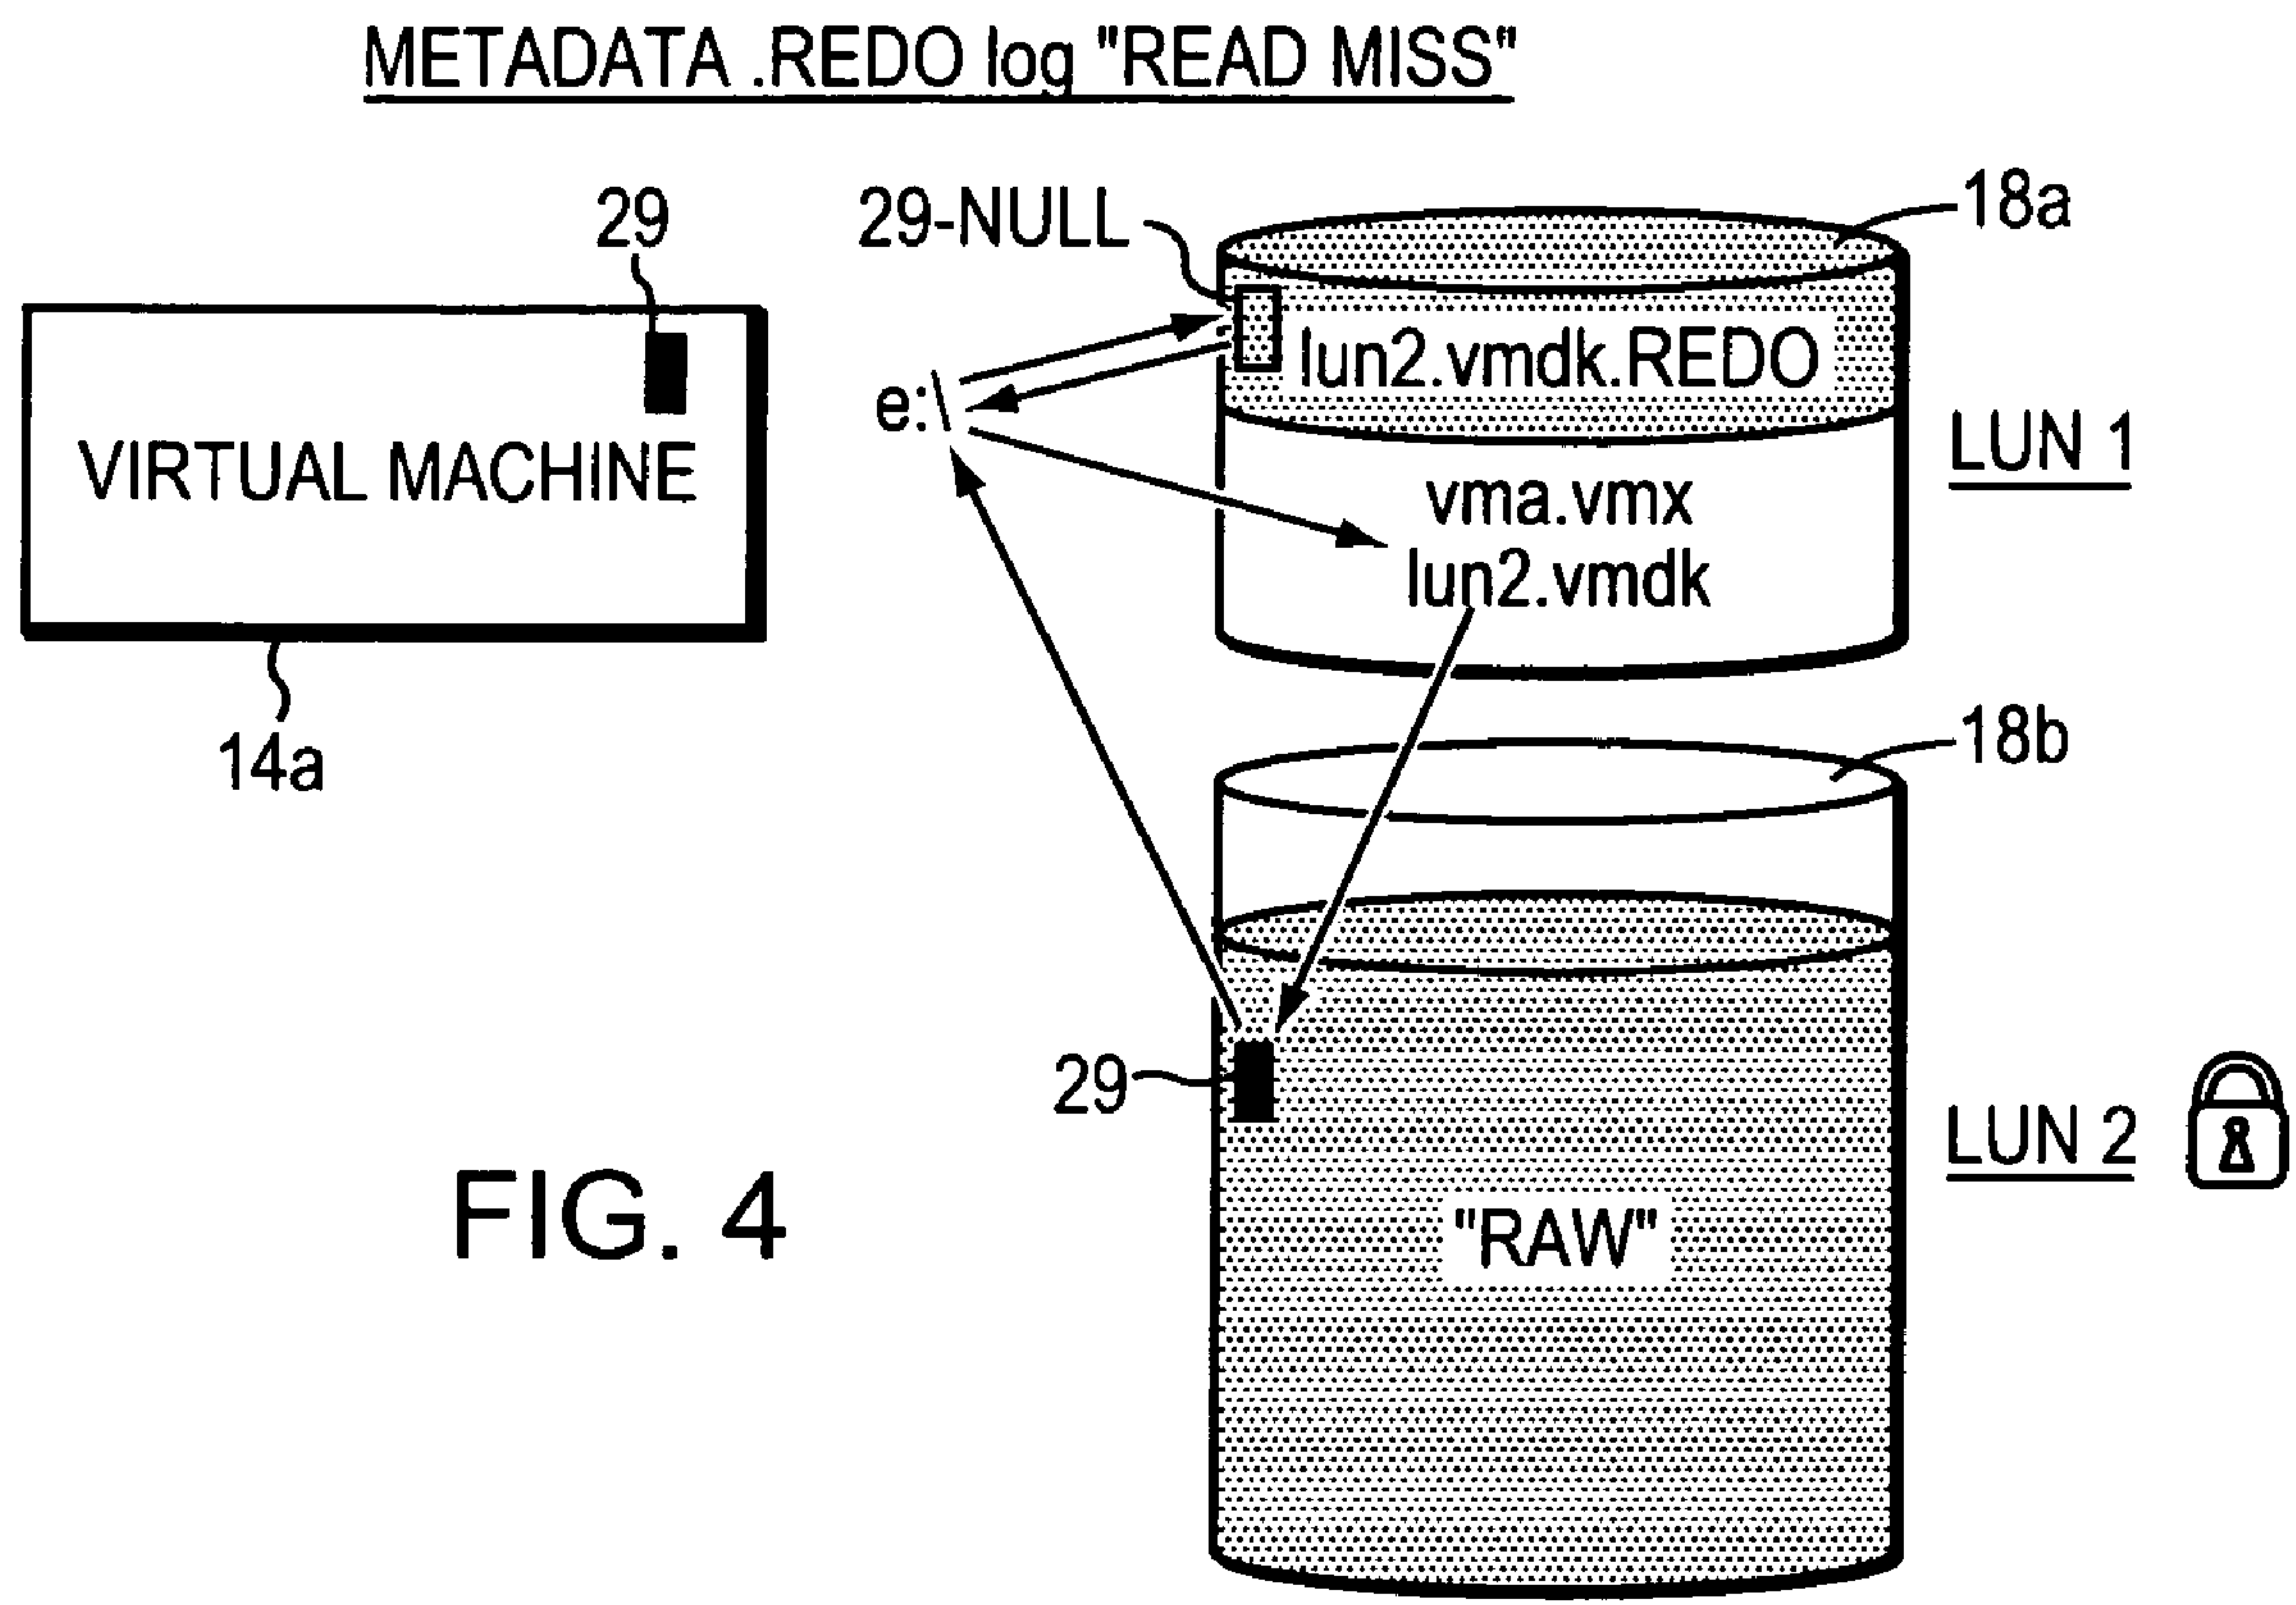 METADATA .REDO log "READ MISS"
29
29-NULL
18a
VIRTUAL MACHINE
e:\
lun2.vmdk.REDO
LUN 1
vma.vmx
lun2.vmdk
14a
18b
29
LUN 2
"RAW"
FIG. 4